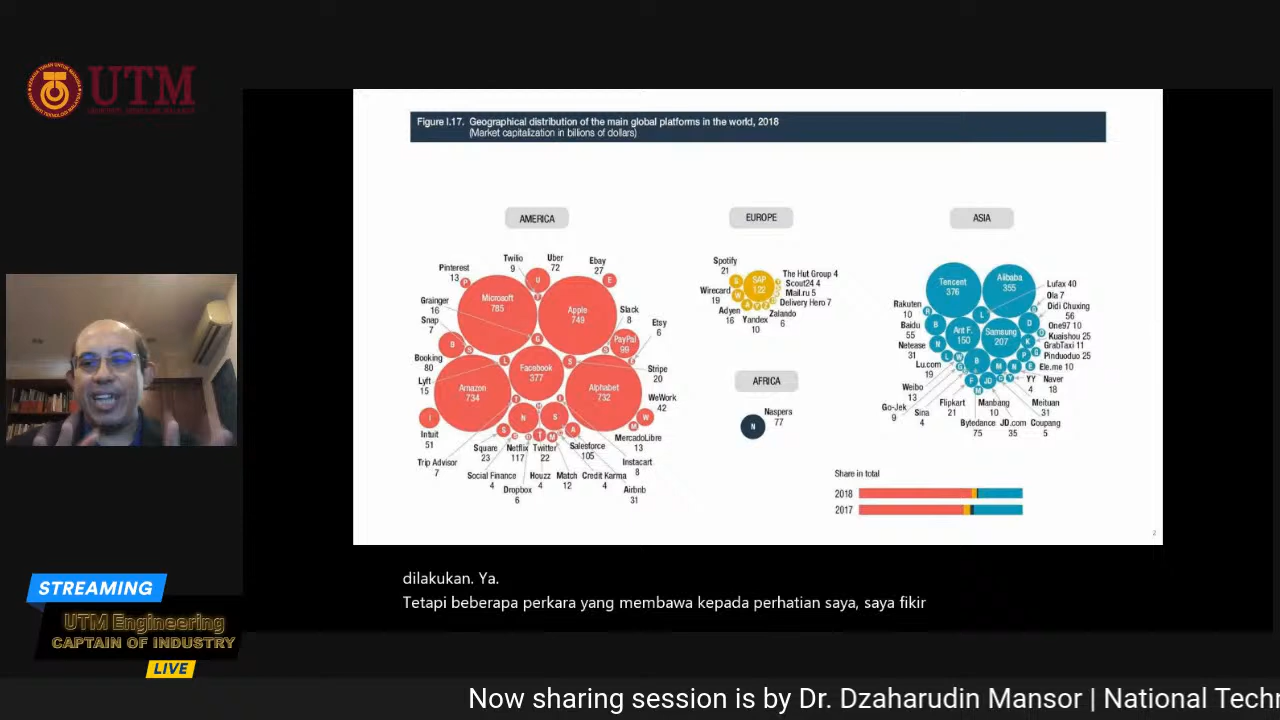 UTM
UNIVERSITI TEKNOLOGI MALAYSIA
Figure I.17. Geographical distribution of the main global platforms in the world, 2018
(Market capitalization in billions of dollars)
AMERICA
EUROPE
ASIA
AFRICA
Twilio
9
Uber
72
Ebay
27
Pinterest
13
Microsoft
785
Apple
749
Grainger
16
Slack
8
Snap
7
Etsy
6
PayPal
99
Booking
80
Facebook
377
Stripe
20
Lyft
15
Amazon
734
Alphabet
732
WeWork
42
Intuit
51
MercadoLibre
13
Square
23
Netflix
117
Twitter
22
Salesforce
105
Trip Advisor
7
Instacart
8
Social Finance
4
Houzz
4
Match
12
Credit Karma
4
Dropbox
6
Airbnb
31
Spotify
21
SAP
122
The Hut Group 4
Scout24 4
Mail.ru 5
Delivery Hero 7
Wirecard
19
Adyen
16
Yandex
10
Zalando
6
Naspers
77
N
Tencent
376
Alibaba
355
Lufax 40
Ola 7
Didi Chuxing
56
Rakuten
10
Baidu
55
Ant F.
150
Samsung
207
One97 10
Kuaishou 25
GrabTaxi 11
Pinduoduo 25
Ele.me 10
Netease
31
Lu.com
19
Weibo
13
YY
4
Naver
18
Go-Jek
9
Sina
4
Flipkart
21
Manbang
10
Meituan
31
Bytedance
75
JD.com
35
Coupang
5
Share in total
2018
2017
2
dilakukan. Ya.
Tetapi beberapa perkara yang membawa kepada perhatian saya, saya fikir
STREAMING
UTM Engineering
CAPTAIN OF INDUSTRY
LIVE
Now sharing session is by Dr. Dzaharudin Mansor | National Tech